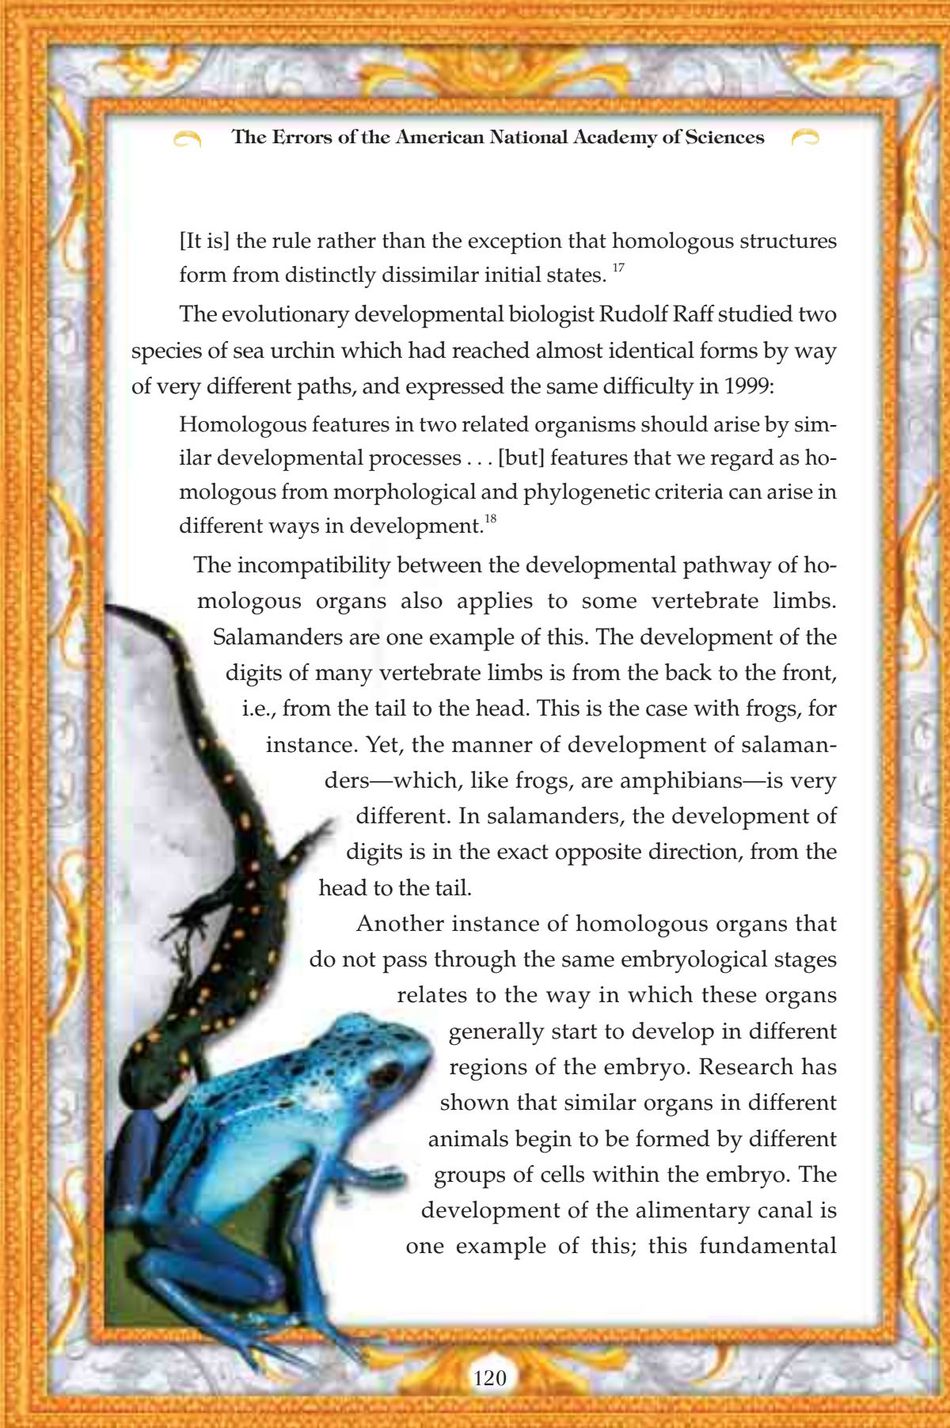 The Errors of the American National Academy of Sciences
[It is] the rule rather than the exception that homologous structures
form from distinctly dissimilar initial states. 17
The evolutionary developmental biologist Rudolf Raff studied two
species of sea urchin which had reached almost identical forms by way
of very different paths, and expressed the same difficulty in 1999:
Homologous features in two related organisms should arise by sim-
ilar developmental processes . . . [but] features that we regard as ho-
mologous from morphological and phylogenetic criteria can arise in
different ways in development.18
The incompatibility between the developmental pathway of ho-
mologous organs also applies to some vertebrate limbs.
Salamanders are one example of this. The development of the
digits of many vertebrate limbs is from the back to the front,
i.e., from the tail to the head. This is the case with frogs, for
instance. Yet, the manner of development of salaman-
ders—which, like frogs, are amphibians—is very
different. In salamanders, the development of
digits is in the exact opposite direction, from the
head to the tail.
Another instance of homologous organs that
do not pass through the same embryological stages
relates to the way in which these organs
generally start to develop in different
regions of the embryo. Research has
shown that similar organs in different
animals begin to be formed by different
groups of cells within the embryo. The
development of the alimentary canal is
one example of this; this fundamental
120